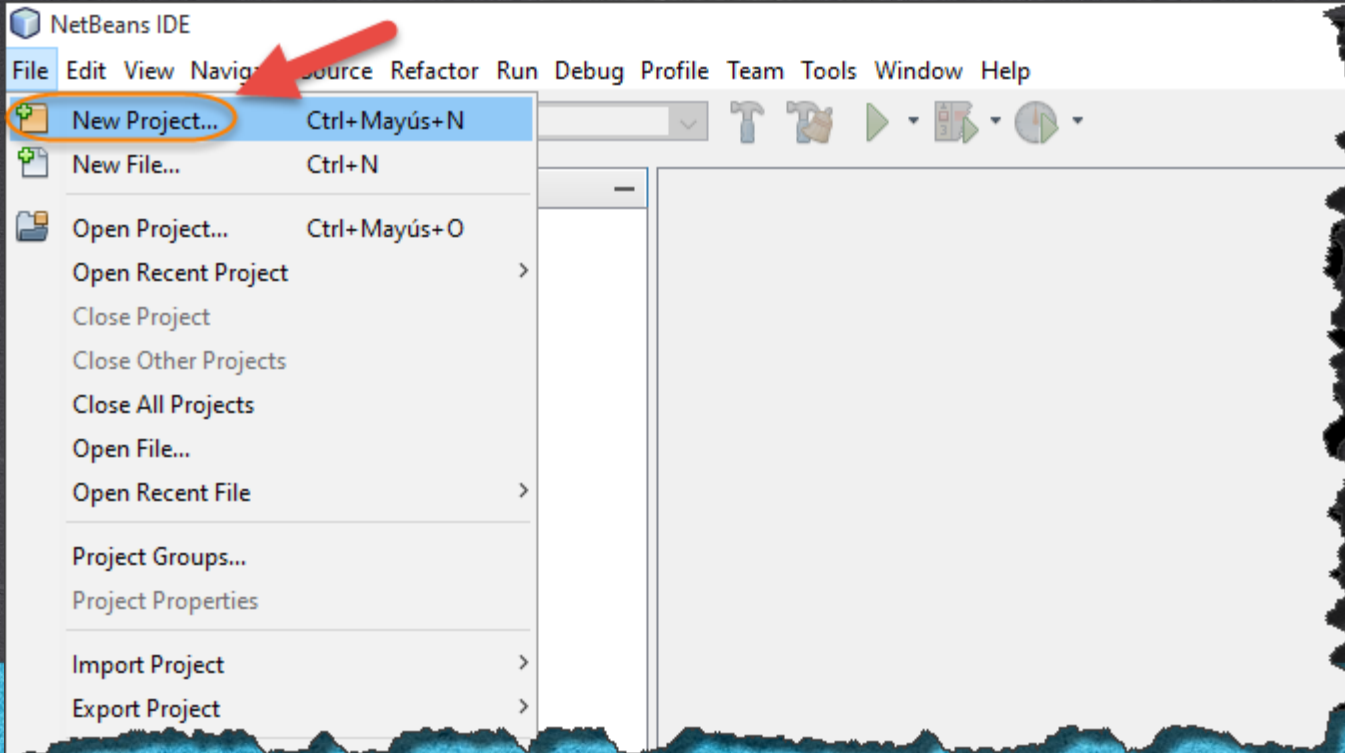 NetBeans IDE
File Edit View Source Refactor Run Debug Profile Team Tools Window Help
New Project... Ctrl+Mayús+N
New File... Ctrl+N
Open Project... Ctrl+Mayús+O
Open Recent Project
Close Project
Close Other Projects
Close All Projects
Open File...
Open Recent File
Project Groups...
Project Properties
Import Project
Export Project